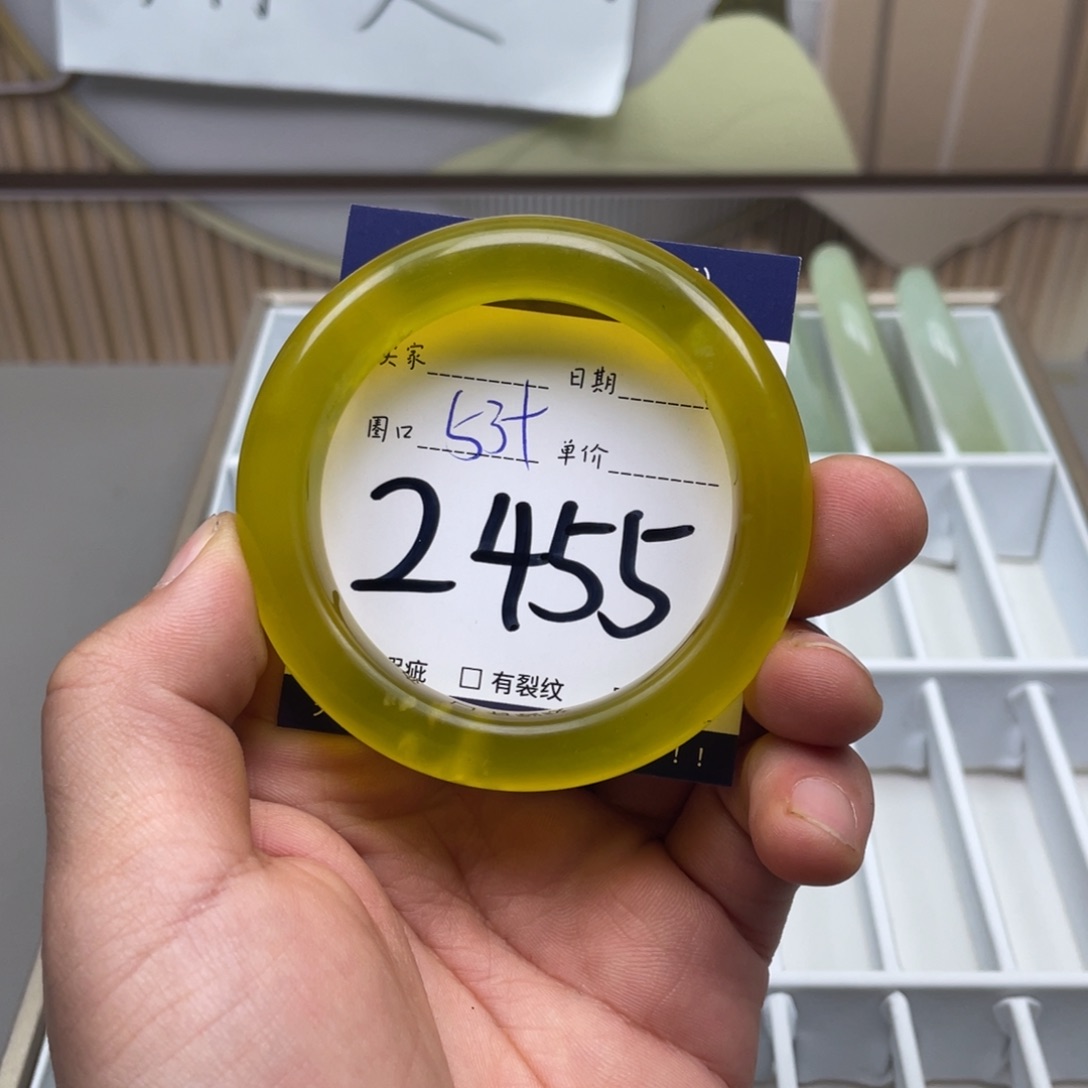 家 日期
圈口 53+ 单价
2455
疵 □ 有裂纹
!!